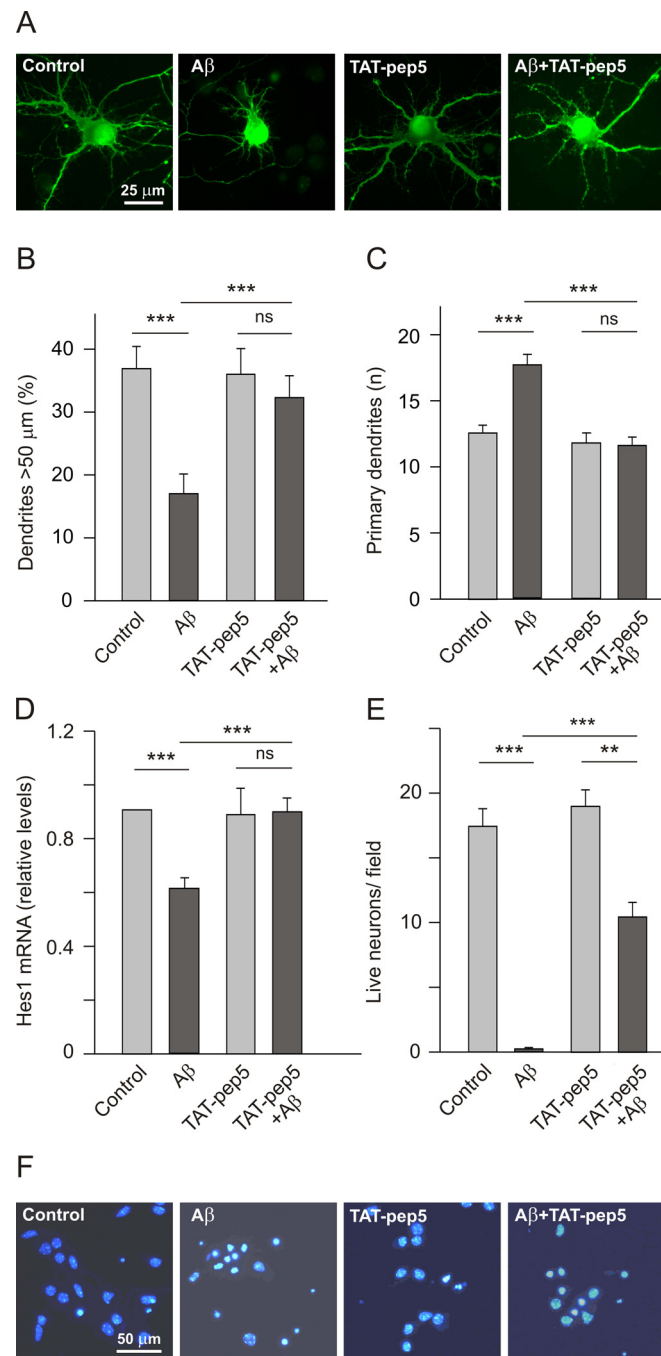 A
Control Aβ TAT-pep5 Aβ+TAT-pep5
25 μm
B
Dendrites >50 μm (%)
40
30
20
10
0
***
***
ns
Control
Aβ
TAT-pep5
TAT-pep5
+Aβ
C
Primary dendrites (n)
20
15
10
5
0
***
***
ns
Control
Aβ
TAT-pep5
TAT-pep5
+Aβ
D
Hes1 mRNA (relative levels)
1.2
0.8
0.4
0
***
***
ns
Control
Aβ
TAT-pep5
TAT-pep5
+Aβ
E
Live neurons/ field
20
10
0
***
***
**
Control
Aβ
TAT-pep5
TAT-pep5
+Aβ
F
Control Aβ TAT-pep5 Aβ+TAT-pep5
50 μm